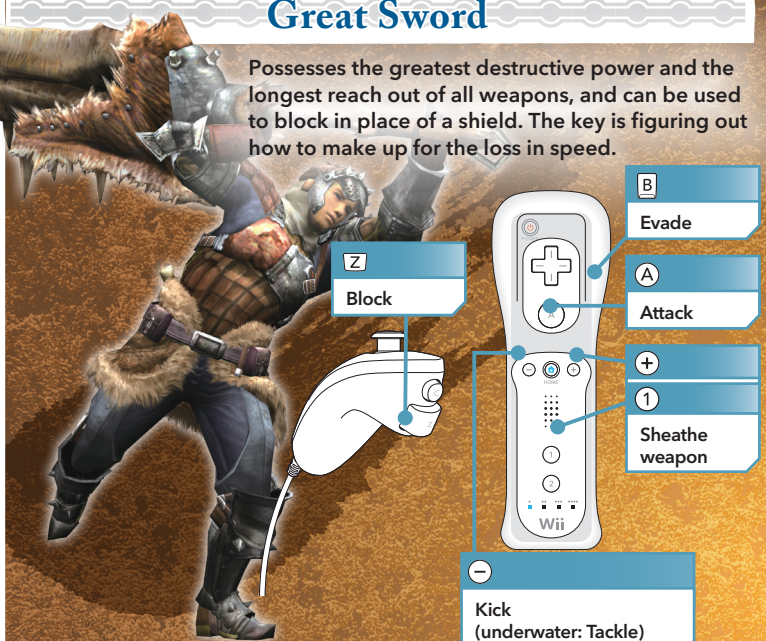 Great Sword
Possesses the greatest destructive power and the
longest reach out of all weapons, and can be used
to block in place of a shield. The key is figuring out
how to make up for the loss in speed.
B
Evade
Z
Block
A
Attack
+
1
Sheathe
weapon
−
Kick
(underwater: Tackle)
A
− HOME +
1
2
Wii
C
Z